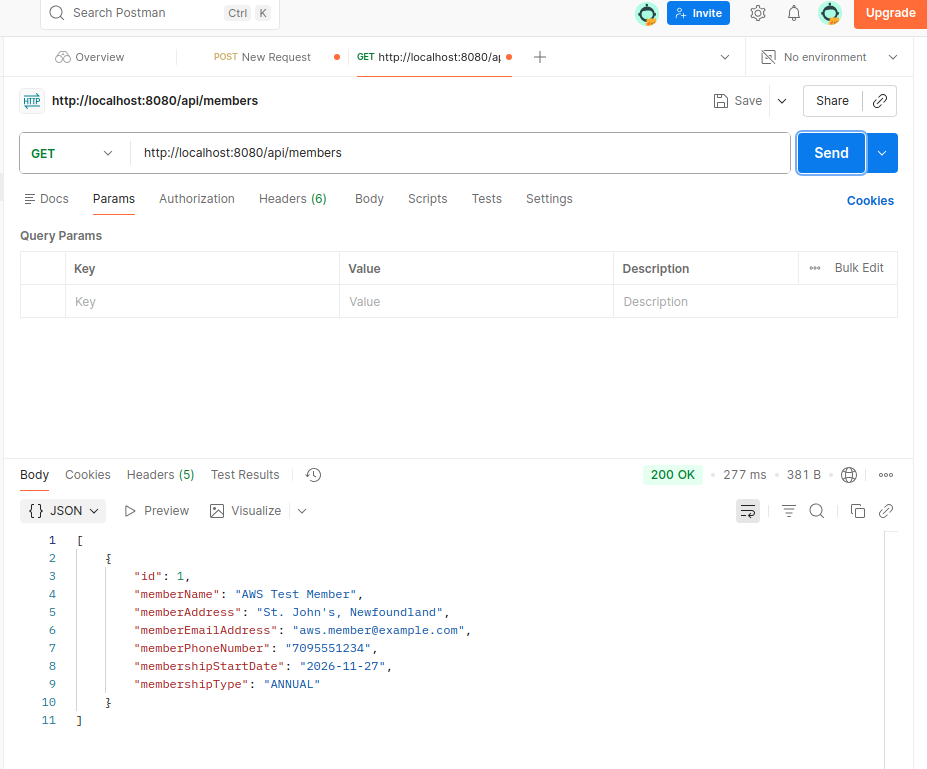 Search Postman Ctrl K Invite Upgrade
Overview POST New Request GET http://localhost:8080/ap No environment
HTTP http://localhost:8080/api/members Save Share
GET http://localhost:8080/api/members Send
Docs Params Authorization Headers (6) Body Scripts Tests Settings Cookies
Query Params
Key Value Description Bulk Edit
Key Value Description
Body Cookies Headers (5) Test Results 200 OK 277 ms 381 B
{} JSON Preview Visualize
1 [
2 {
3 "id": 1,
4 "memberName": "AWS Test Member",
5 "memberAddress": "St. John's, Newfoundland",
6 "memberEmailAddress": "aws.member@example.com",
7 "memberPhoneNumber": "7095551234",
8 "membershipStartDate": "2026-11-27",
9 "membershipType": "ANNUAL"
10 }
11 ]